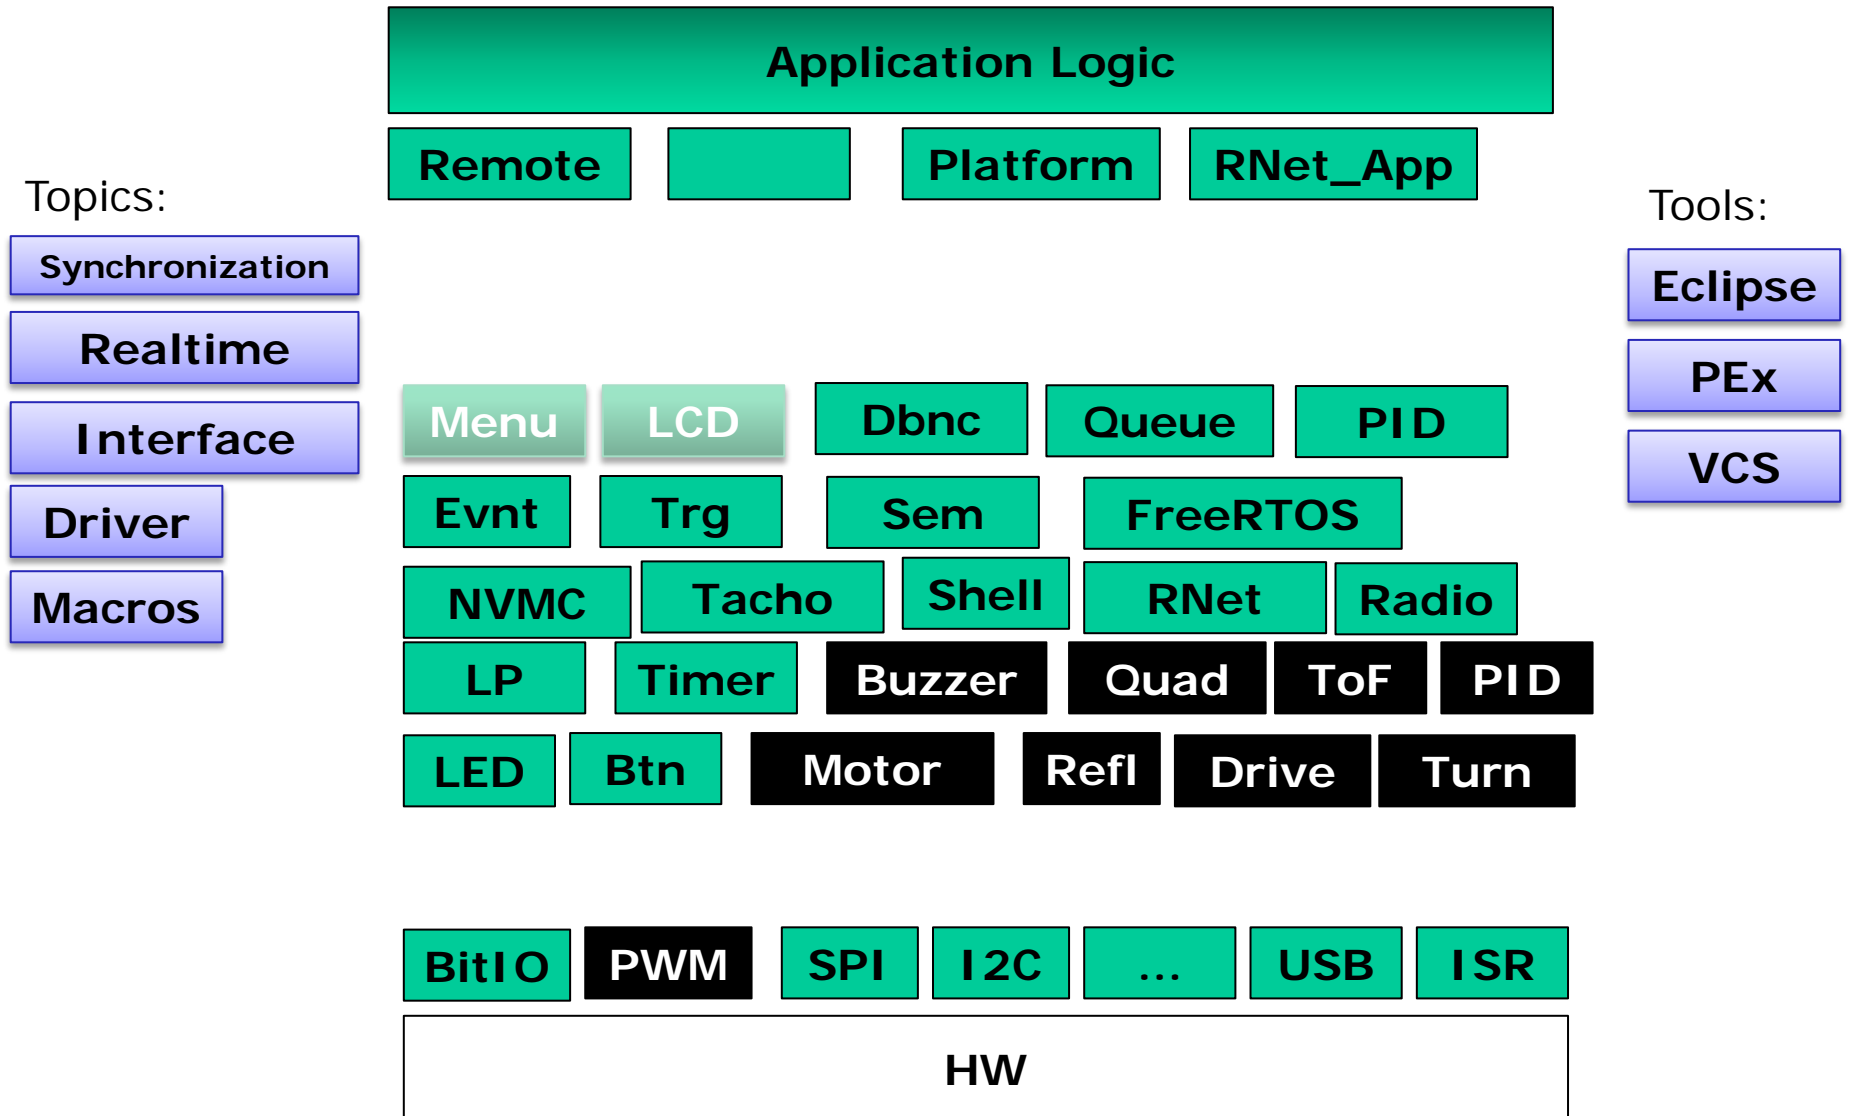 Application Logic
Remote Platform RNet_App
Topics:
Synchronization
Realtime
Interface
Driver
Macros
Tools:
Eclipse
PEx
VCS
Menu LCD Dbnc Queue PID
Evnt Trg Sem FreeRTOS
NVMC Tacho Shell RNet Radio
LP Timer Buzzer Quad ToF PID
LED Btn Motor Refl Drive Turn
BitIO PWM SPI I2C ... USB ISR
HW